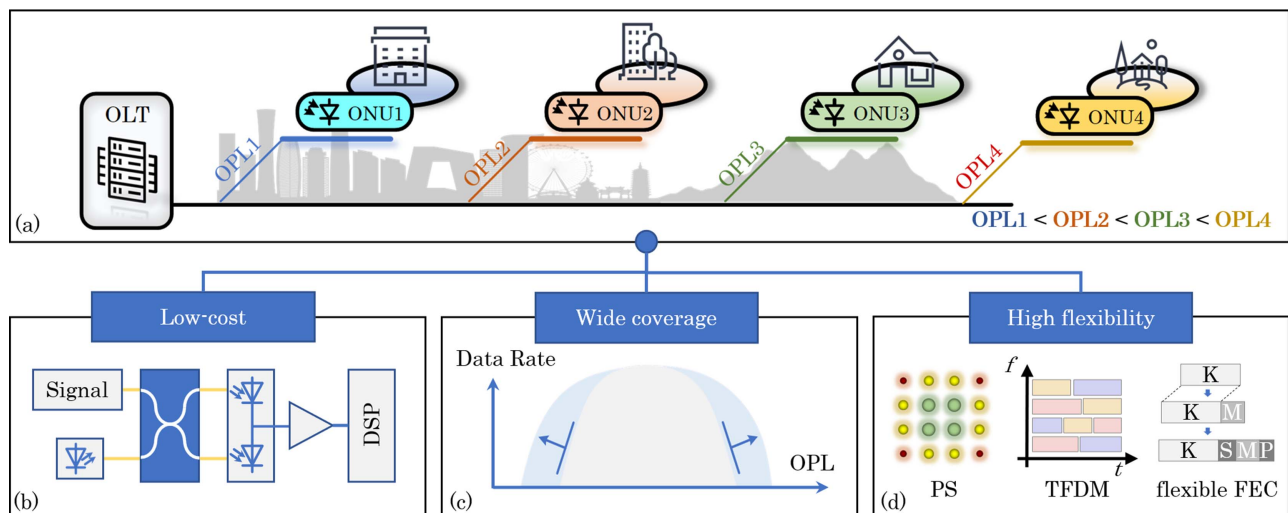 OLT
ONU1
ONU2
ONU3
ONU4
OPL1
OPL2
OPL3
OPL4
(a)
OPL1 < OPL2 < OPL3 < OPL4
Low-cost
Wide coverage
High flexibility
Signal
DSP
(b)
Data Rate
OPL
(c)
f
t
K
K M
K S M P
(d)
PS
TFDM
flexible FEC